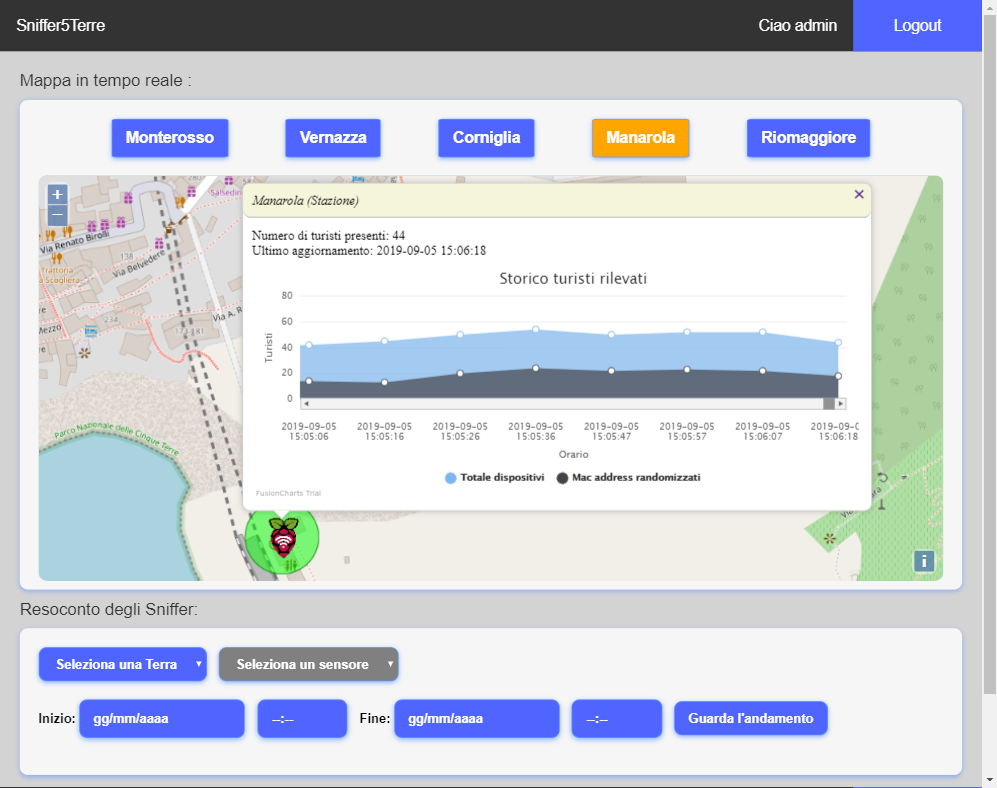 Sniffer5Terre
Ciao admin
Logout
Mappa in tempo reale :
Monterosso
Vernazza
Corniglia
Manarola
Riomaggiore
+
−
Salsedin
Via Renato Birolli
Trattoria
a Scogliera
Via Belvedere
138
234
173 181
Via A. R
Mezzo
Parco Nazionale delle Cinque Terre
Manarola (Stazione)
×
Numero di turisti presenti: 44
Ultimo aggiornamento: 2019-09-05 15:06:18
Storico turisti rilevati
80
60
40
20
0
Turisti
2019-09-05 2019-09-05 2019-09-05 2019-09-05 2019-09-05 2019-09-05 2019-09-05 2019-09-0
15:05:06 15:05:16 15:05:26 15:05:36 15:05:47 15:05:57 15:06:07 15:06:18
Orario
Totale dispositivi Mac address randomizzati
FusionCharts Trial
i
Resoconto degli Sniffer:
Seleziona una Terra
Seleziona un sensore
Inizio: gg/mm/aaaa --:-- Fine: gg/mm/aaaa --:-- Guarda l'andamento